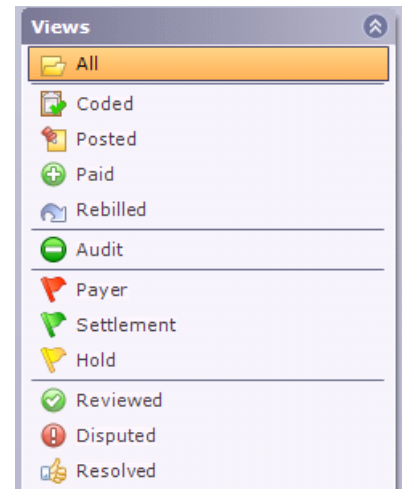 Views
All
Coded
Posted
Paid
Rebilled
Audit
Payer
Settlement
Hold
Reviewed
Disputed
Resolved